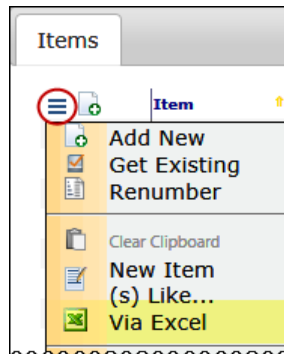 Items
Item
Add New
Get Existing
Renumber
Clear Clipboard
New Item
(s) Like...
Via Excel